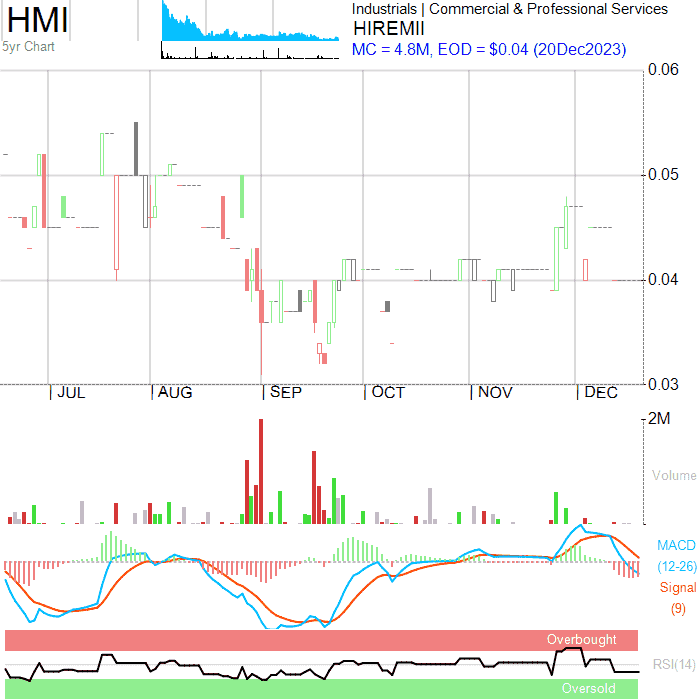 HMI
5yr Chart
Industrials | Commercial & Professional Services
HIREMII
MC = 4.8M, EOD = $0.04 (20Dec2023)
0.06
0.05
0.04
0.03
| JUL | AUG | SEP | OCT | NOV | DEC
2M
Volume
MACD
(12-26)
Signal
(9)
Overbought
RSI(14)
Oversold